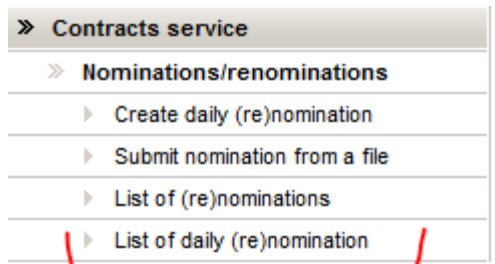 Contracts service
Nominations/renominations
Create daily (re)nomination
Submit nomination from a file
List of (re)nominations
List of daily (re)nomination